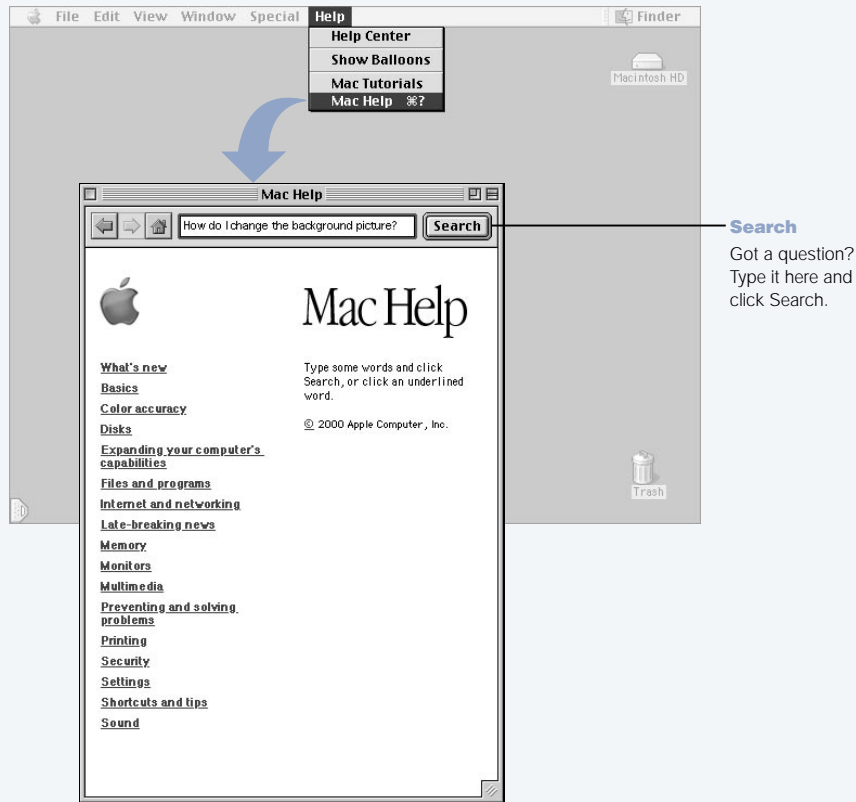 File Edit View Window Special Help Finder
Help Center
Show Balloons
Mac Tutorials
Mac Help ⌘?
Macintosh HD
Mac Help
How do I change the background picture? Search
Search
Got a question?
Type it here and
click Search.
Mac Help
What's new
Basics
Color accuracy
Disks
Expanding your computer's
capabilities
Files and programs
Internet and networking
Late-breaking news
Memory
Monitors
Multimedia
Preventing and solving
problems
Printing
Security
Settings
Shortcuts and tips
Sound
Type some words and click
Search, or click an underlined
word.
© 2000 Apple Computer, Inc.
Trash